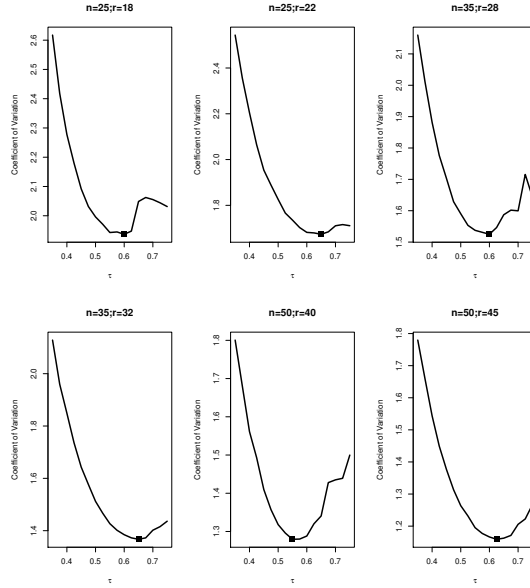 n=25;r=18
n=25;r=22
n=35;r=28
Coefficient of Variation
2.0 2.1 2.2 2.3 2.4 2.5 2.6
0.4 0.5 0.6 0.7
τ
Coefficient of Variation
1.8 2.0 2.2 2.4
0.4 0.5 0.6 0.7
τ
Coefficient of Variation
1.5 1.6 1.7 1.8 1.9 2.0 2.1
0.4 0.5 0.6 0.7
τ
n=35;r=32
n=50;r=40
n=50;r=45
Coefficient of Variation
1.4 1.6 1.8 2.0
0.4 0.5 0.6 0.7
τ
Coefficient of Variation
1.3 1.4 1.5 1.6 1.7 1.8
0.4 0.5 0.6 0.7
τ
Coefficient of Variation
1.2 1.3 1.4 1.5 1.6 1.7 1.8
0.4 0.5 0.6 0.7
τ